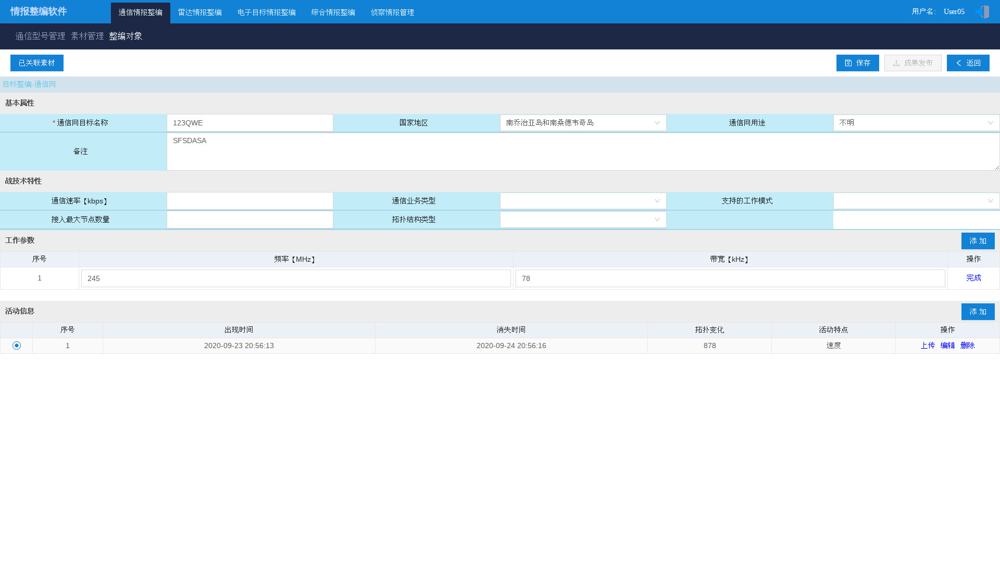 情报整编软件 通信情报整编 雷达情报整编 电子目标情报整编 综合情报整编 侦察情报管理 用户名： User05
通信型号管理 素材管理 整编对象
已关联素材 保存 成果发布 返回
目标整编-通信网
基本属性
* 通信网目标名称 123QWE 国家地区 南乔治亚岛和南桑德韦奇岛 通信网用途 不明
备注 SFSDASA
战技术特性
通信速率【kbps】 通信业务类型 支持的工作模式
接入最大节点数量 拓扑结构类型
工作参数 添 加
序号 频率【MHz】 带宽【kHz】 操作
1 245 78 完成
活动信息 添 加
序号 出现时间 消失时间 拓扑变化 活动特点 操作
1 2020-09-23 20:56:13 2020-09-24 20:56:16 878 速度 上传 编辑 删除